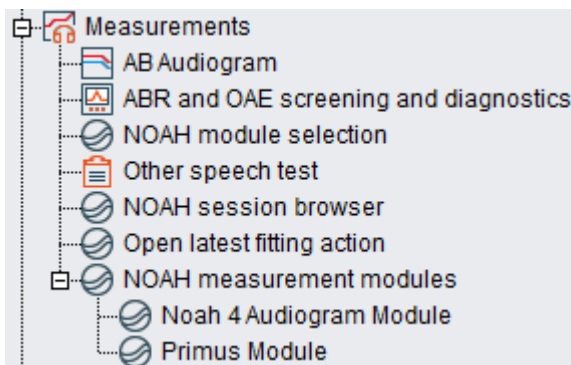 Measurements
AB Audiogram
ABR and OAE screening and diagnostics
NOAH module selection
Other speech test
NOAH session browser
Open latest fitting action
NOAH measurement modules
Noah 4 Audiogram Module
Primus Module